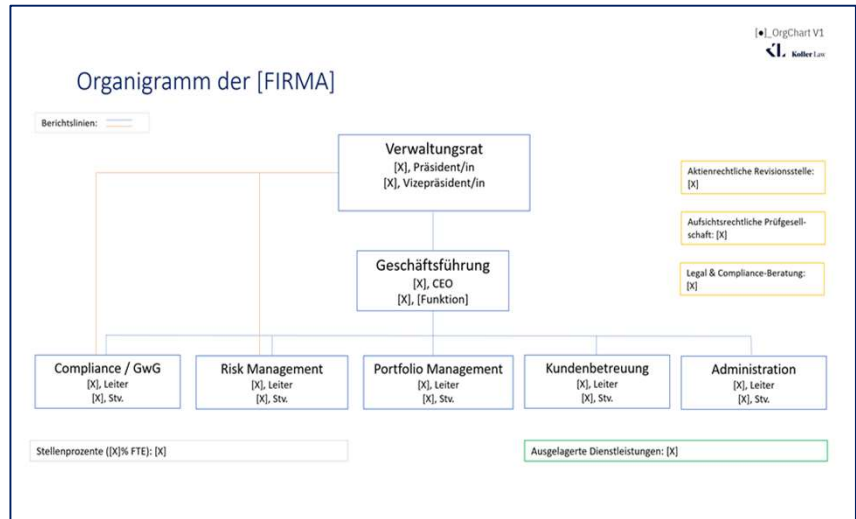 [●]_OrgChart V1
KL Koller Law
Organigramm der [FIRMA]
Berichtslinien:
Verwaltungsrat
[X], Präsident/in
[X], Vizepräsident/in
Aktienrechtliche Revisionsstelle:
[X]
Aufsichtsrechtliche Prüfgesell-
schaft: [X]
Legal & Compliance-Beratung:
[X]
Geschäftsführung
[X], CEO
[X], [Funktion]
Compliance / GwG
[X], Leiter
[X], Stv.
Risk Management
[X], Leiter
[X], Stv.
Portfolio Management
[X], Leiter
[X], Stv.
Kundenbetreuung
[X], Leiter
[X], Stv.
Administration
[X], Leiter
[X], Stv.
Stellenprozente ([X]% FTE): [X]
Ausgelagerte Dienstleistungen: [X]